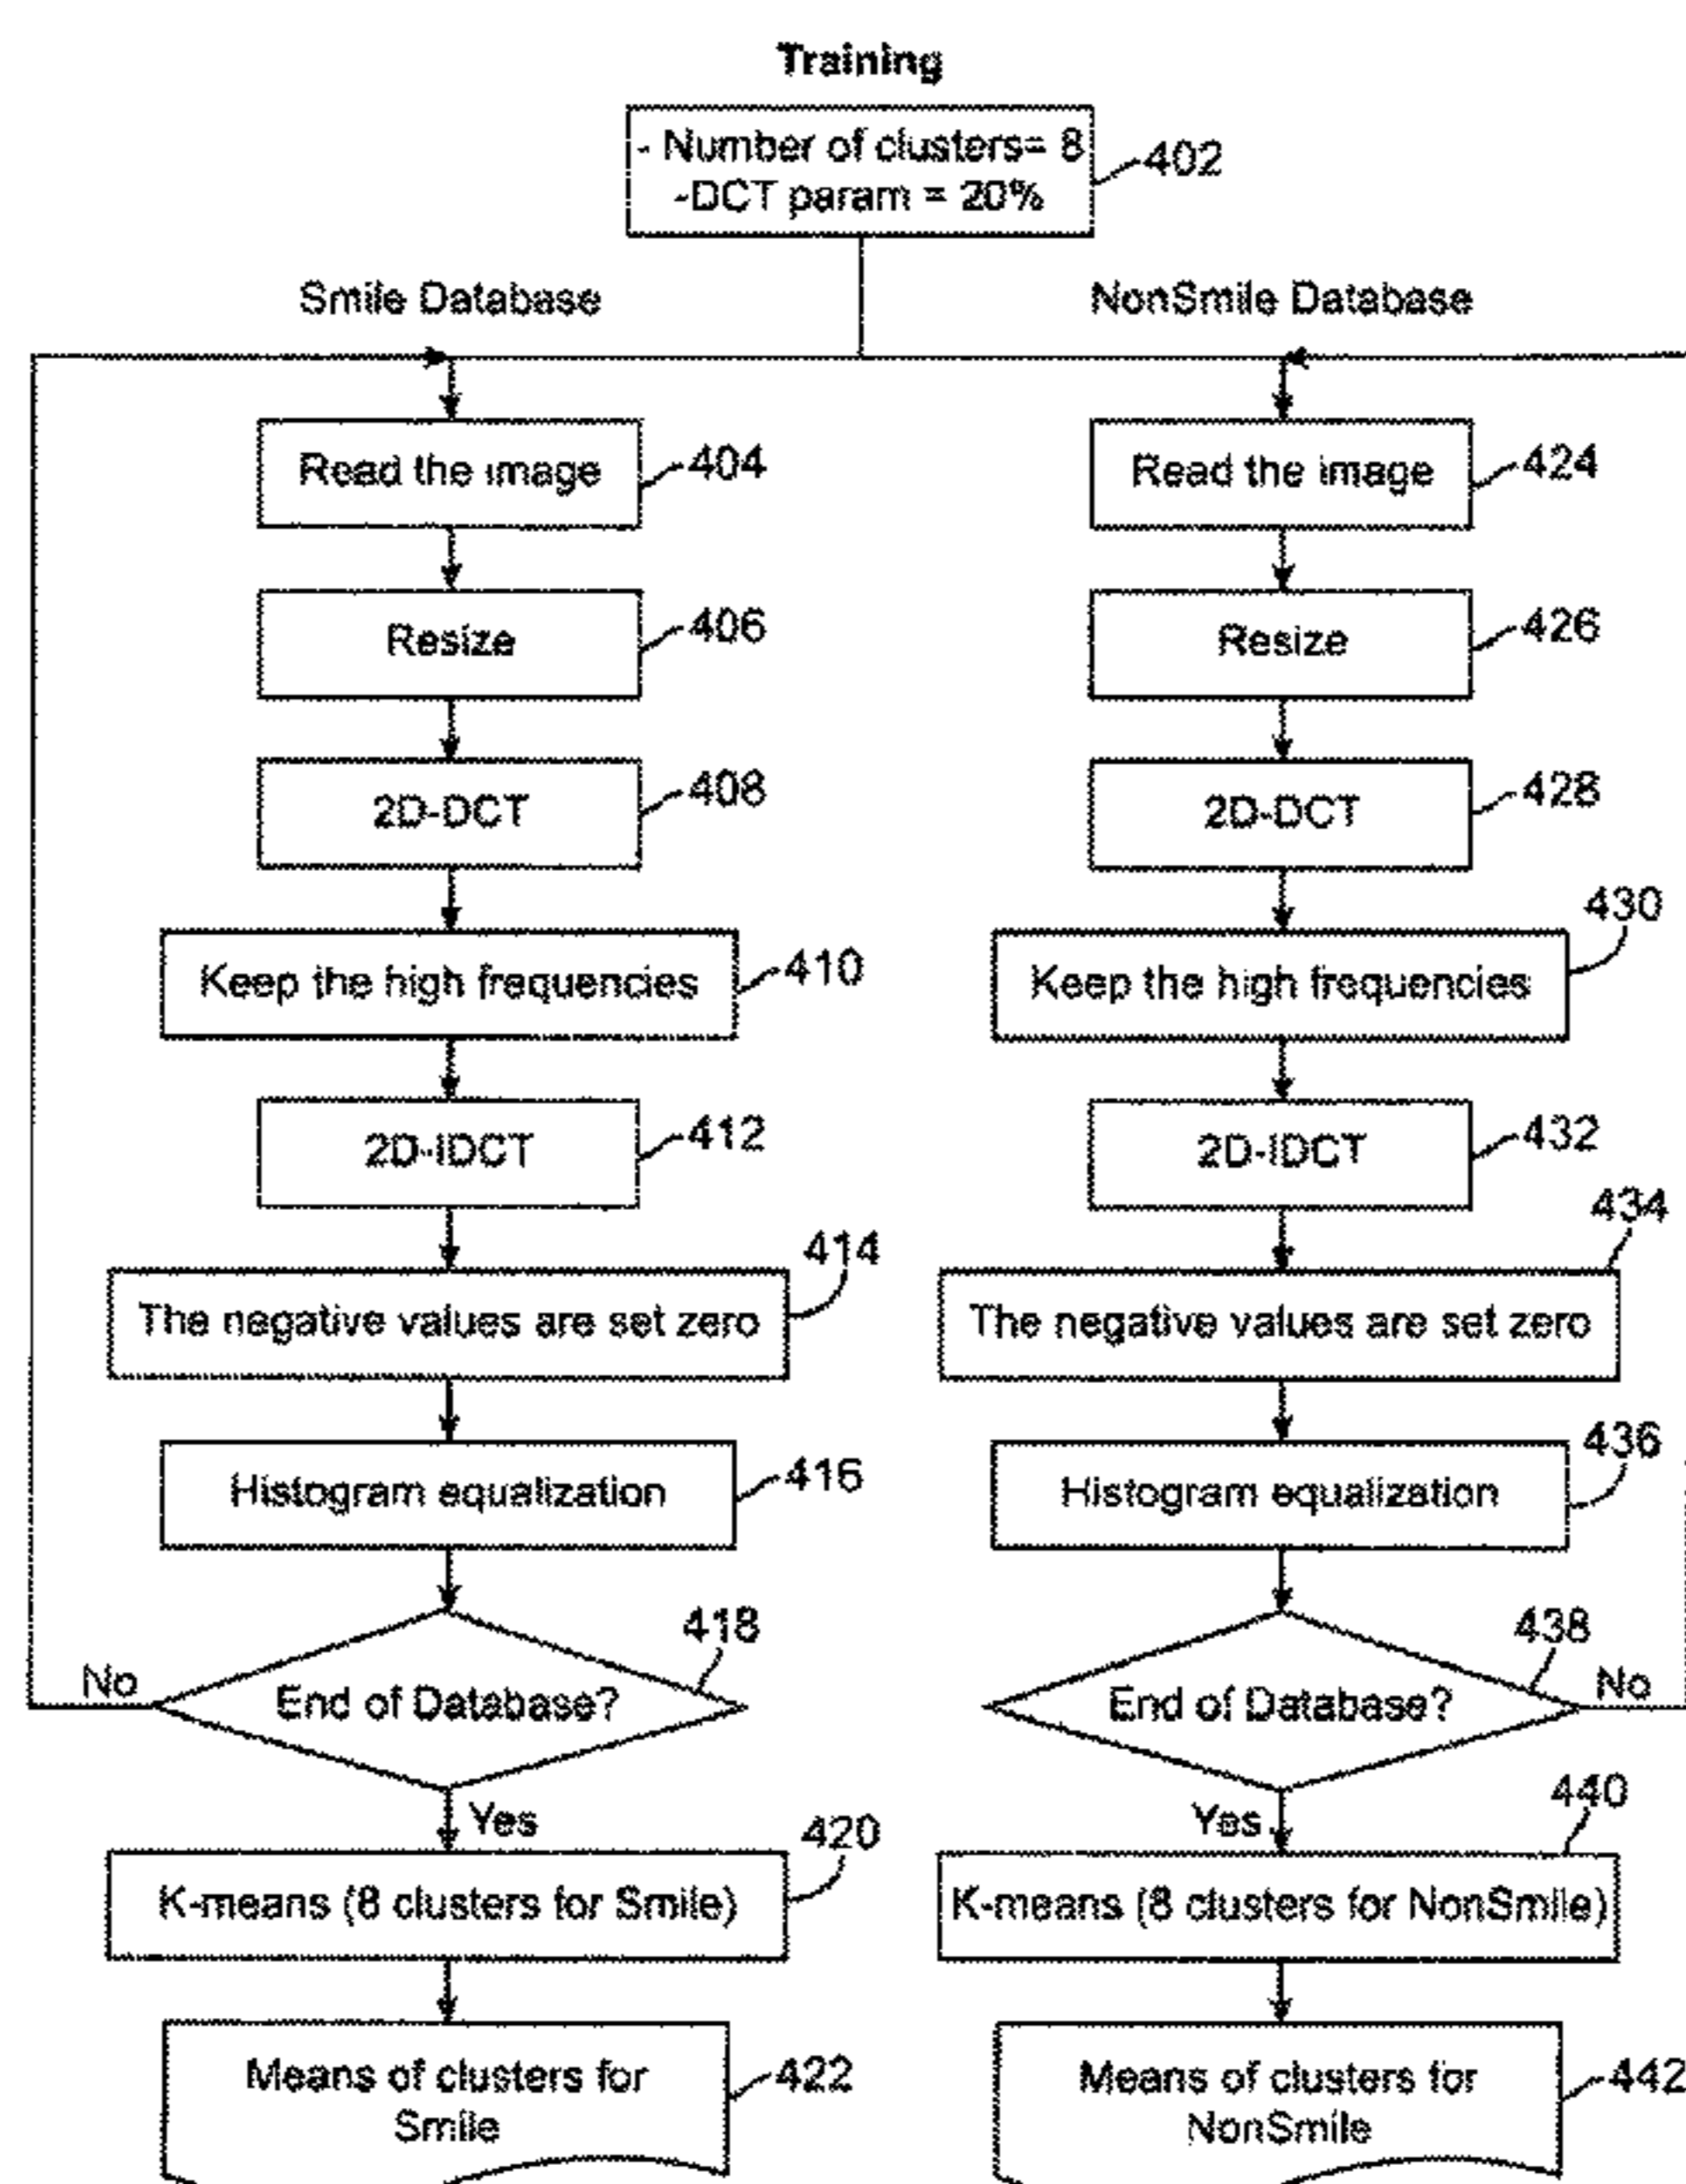 Training
- Number of clusters= 8
-DCT param = 20%
402
Smile Database
NonSmile Database
Read the image
404
Read the image
424
Resize
406
Resize
426
2D-DCT
408
2D-DCT
428
Keep the high frequencies
410
Keep the high frequencies
430
2D-IDCT
412
2D-IDCT
432
The negative values are set zero
414
The negative values are set zero
434
Histogram equalization
416
Histogram equalization
436
End of Database?
418
No
Yes
End of Database?
438
No
Yes
K-means (8 clusters for Smile)
420
K-means (8 clusters for NonSmile)
440
Means of clusters for
Smile
422
Means of clusters for
NonSmile
442